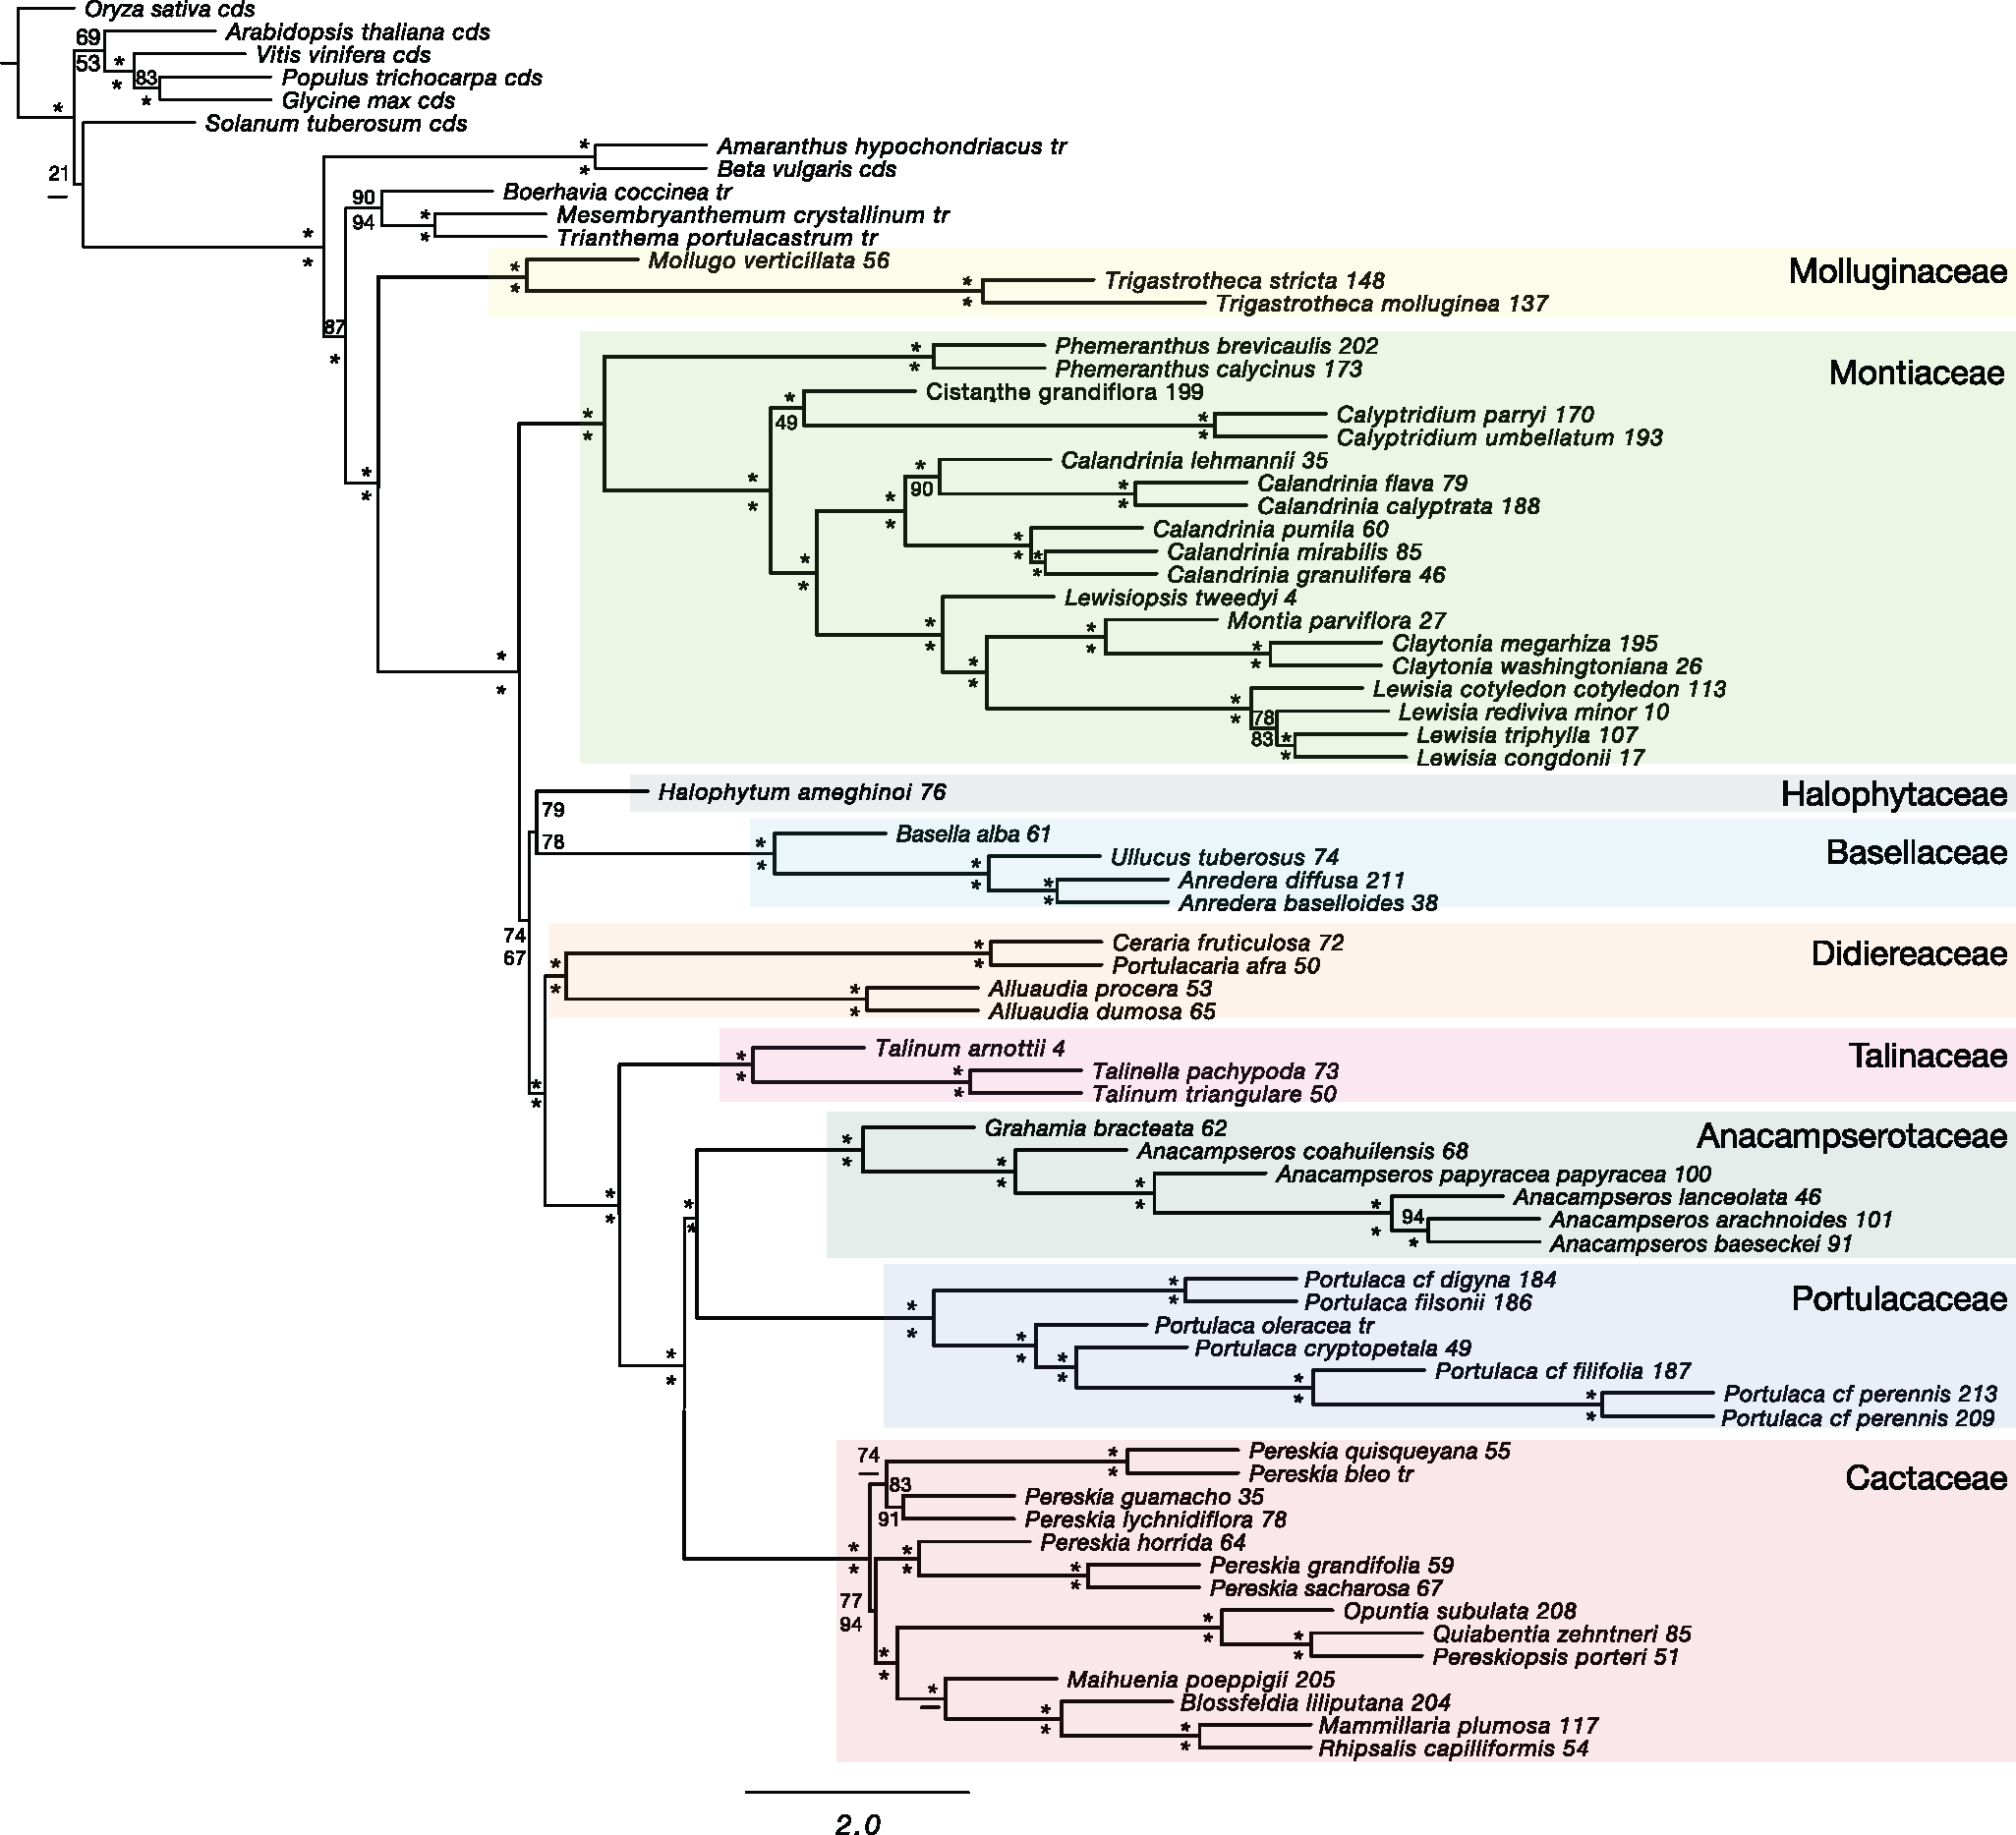 Oryza sativa cds
69
Arabidopsis thaliana cds
53
*
Vitis vinifera cds
*
83
Populus trichocarpa cds
*
Glycine max cds
*
Solanum tuberosum cds
21
—
* Amaranthus hypochondriacus tr
* Beta vulgaris cds
90
Boerhavia coccinea tr
94
* Mesembryanthemum crystallinum tr
* Trianthema portulacastrum tr
*
*
87
*
Mollugo verticillata 56
Molluginaceae
*
*
* Trigastrotheca stricta 148
* Trigastrotheca molluginea 137
* Phemeranthus brevicaulis 202
* Phemeranthus calycinus 173
Montiaceae
* Cistanthe grandiflora 199
49
* Calyptridium parryi 170
* Calyptridium umbellatum 193
*
*
* Calandrinia lehmannii 35
90
* Calandrinia flava 79
* Calandrinia calyptrata 188
*
*
*
*
*
*
* Calandrinia pumila 60
*
* Calandrinia mirabilis 85
* Calandrinia granulifera 46
*
*
Lewisiopsis tweedyi 4
*
*
* Montia parviflora 27
*
* Claytonia megarhiza 195
* Claytonia washingtoniana 26
*
*
*
*
* Lewisia cotyledon cotyledon 113
*
78
Lewisia rediviva minor 10
83
* Lewisia triphylla 107
* Lewisia congdonii 17
Halophytum ameghinoi 76
Halophytaceae
79
78
* Basella alba 61
*
Basellaceae
* Ullucus tuberosus 74
*
* Anredera diffusa 211
* Anredera baselloides 38
74
67
* Ceraria fruticulosa 72
* Portulacaria afra 50
Didiereaceae
*
*
* Alluaudia procera 53
* Alluaudia dumosa 65
* Talinum arnottii 4
*
Talinaceae
* Talinella pachypoda 73
* Talinum triangulare 50
*
*
* Grahamia bracteata 62
*
Anacampserotaceae
* Anacampseros coahuilensis 68
*
* Anacampseros papyracea papyracea 100
*
* Anacampseros lanceolata 46
*
94
Anacampseros arachnoides 101
* Anacampseros baeseckei 91
*
*
*
*
* Portulaca cf digyna 184
* Portulaca filsonii 186
Portulacaceae
*
*
* Portulaca oleracea tr
*
* Portulaca cryptopetala 49
*
* Portulaca cf filifolia 187
*
* Portulaca cf perennis 213
* Portulaca cf perennis 209
*
*
74
—
* Pereskia quisqueyana 55
* Pereskia bleo tr
Cactaceae
83
Pereskia guamacho 35
91
Pereskia lychnidiflora 78
*
*
* Pereskia horrida 64
*
* Pereskia grandifolia 59
* Pereskia sacharosa 67
77
94
* Opuntia subulata 208
*
* Quiabentia zehntneri 85
* Pereskiopsis porteri 51
*
*
* Maihuenia poeppigii 205
—
* Blossfeldia liliputana 204
*
* Mammillaria plumosa 117
* Rhipsalis capilliformis 54
2.0